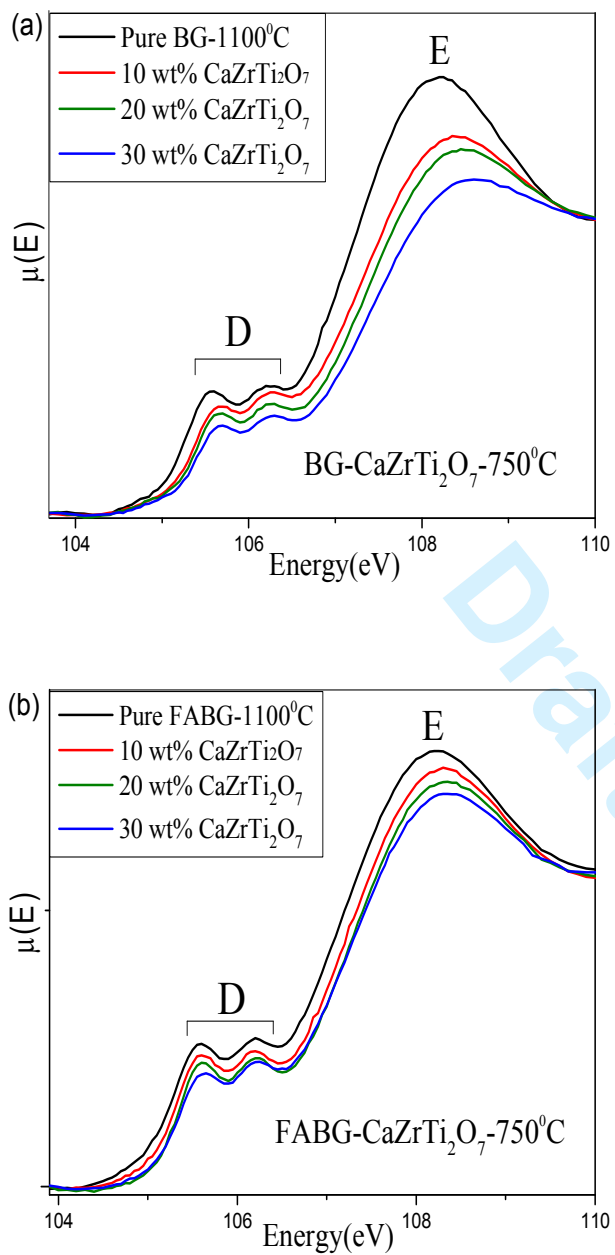 (a)
Pure BG-1100⁰C
10 wt% CaZrTi₂O₇
20 wt% CaZrTi₂O₇
30 wt% CaZrTi₂O₇
E
D
μ(E)
BG-CaZrTi₂O₇-750⁰C
104 106 108 110
Energy(eV)
Draft
(b)
Pure FABG-1100⁰C
10 wt% CaZrTi₂O₇
20 wt% CaZrTi₂O₇
30 wt% CaZrTi₂O₇
E
D
μ(E)
FABG-CaZrTi₂O₇-750⁰C
104 106 108 110
Energy(eV)